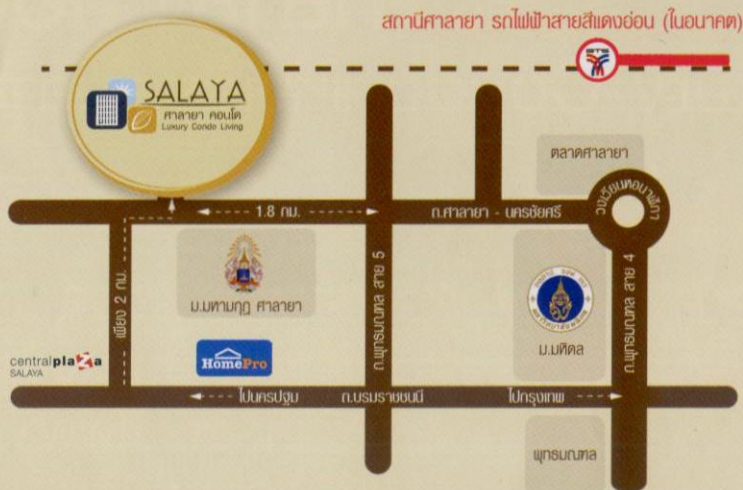 สถานีศาลายา รถไฟฟ้าสายสีแดงอ่อน (ในอนาคต)
BTS
SALAYA
ศาลายา คอนโด
Luxury Condo Living
ตลาดศาลายา
วงเวียนหอนาฬิกา
1.8 กม.
ถ.ศาลายา - นครชัยศรี
เพียง 2 กม.
ม.มหามกุฏ ศาลายา
ถ.พุทธมณฑล สาย 5
ม.มหิดล
ถ.พุทธมณฑล สาย 4
centralplaza
SALAYA
HomePro
ไปนครปฐม
ถ.บรมราชชนนี
ไปกรุงเทพ
พุทธมณฑล